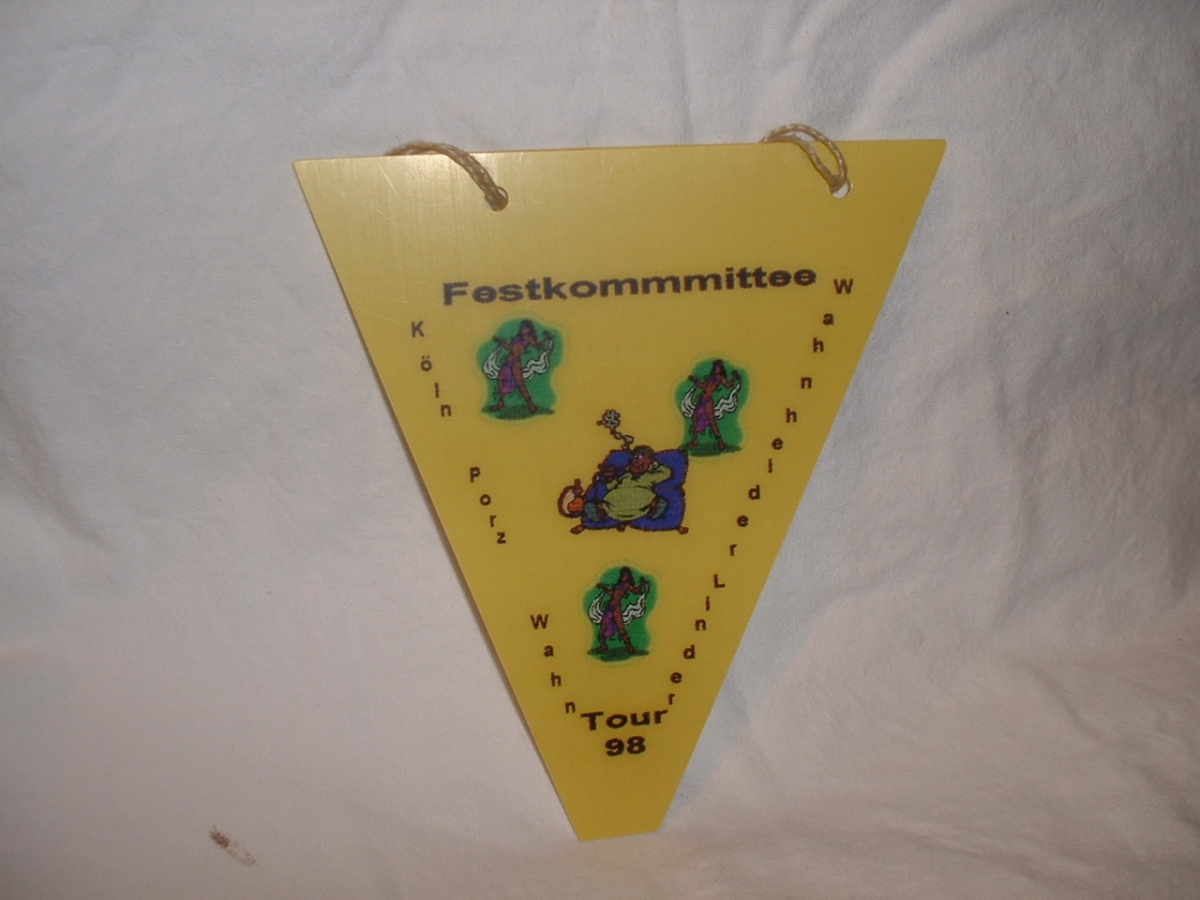 Festkommmittee
Köln Porz Wahn
Wahnheider Linder
Tour
98